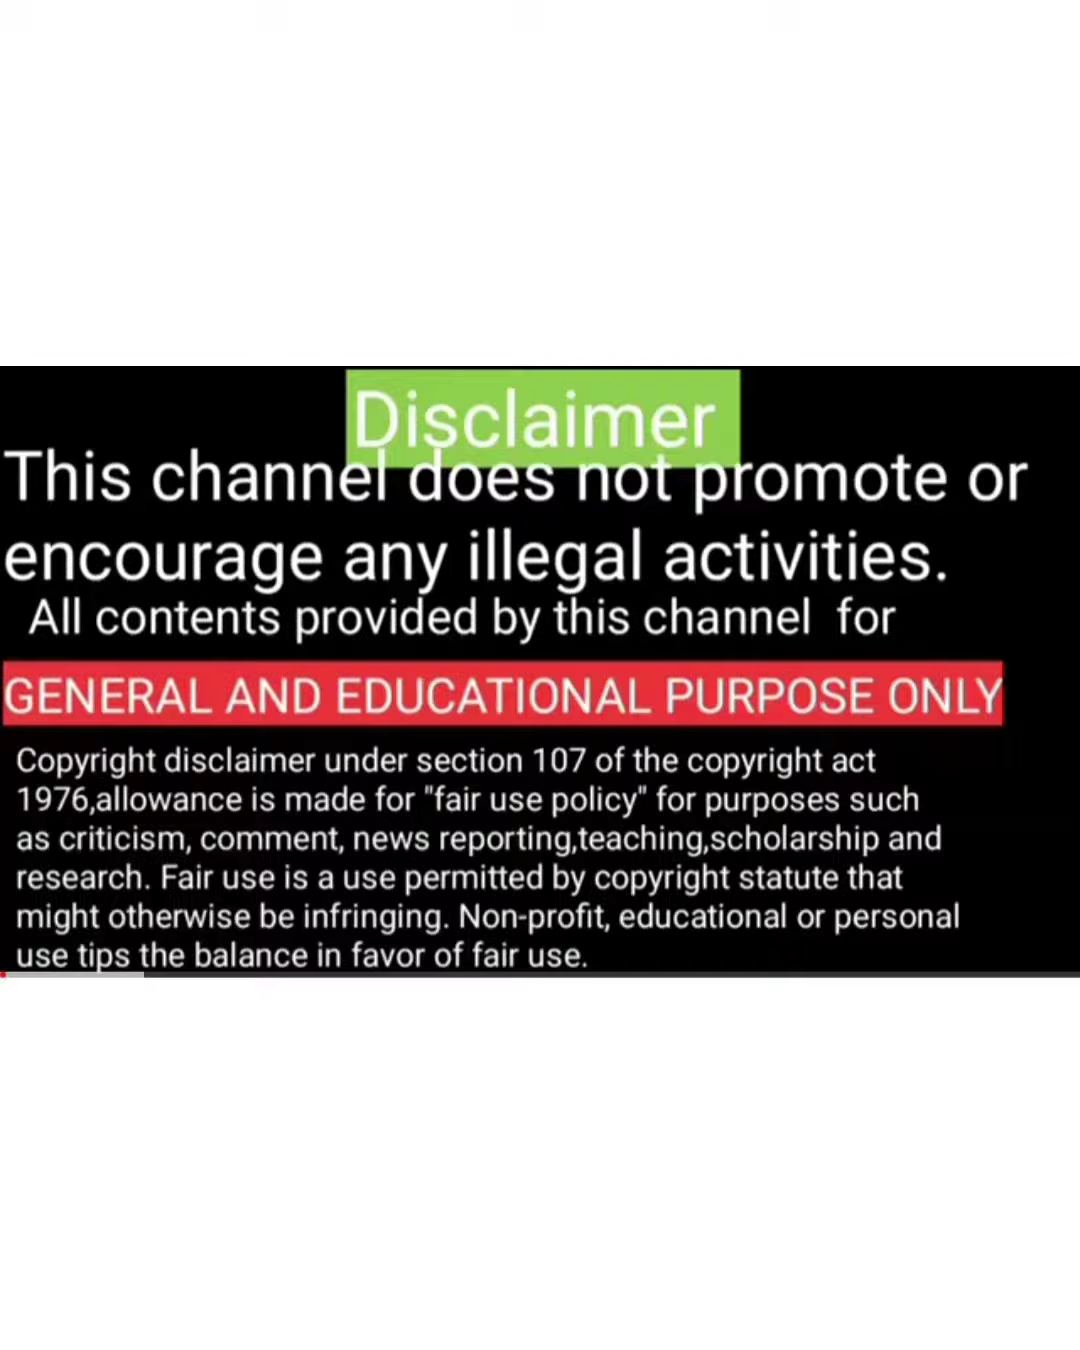 Disclaimer
This channel does not promote or
encourage any illegal activities.
All contents provided by this channel for
GENERAL AND EDUCATIONAL PURPOSE ONLY
Copyright disclaimer under section 107 of the copyright act
1976,allowance is made for "fair use policy" for purposes such
as criticism, comment, news reporting,teaching,scholarship and
research. Fair use is a use permitted by copyright statute that
might otherwise be infringing. Non-profit, educational or personal
use tips the balance in favor of fair use.